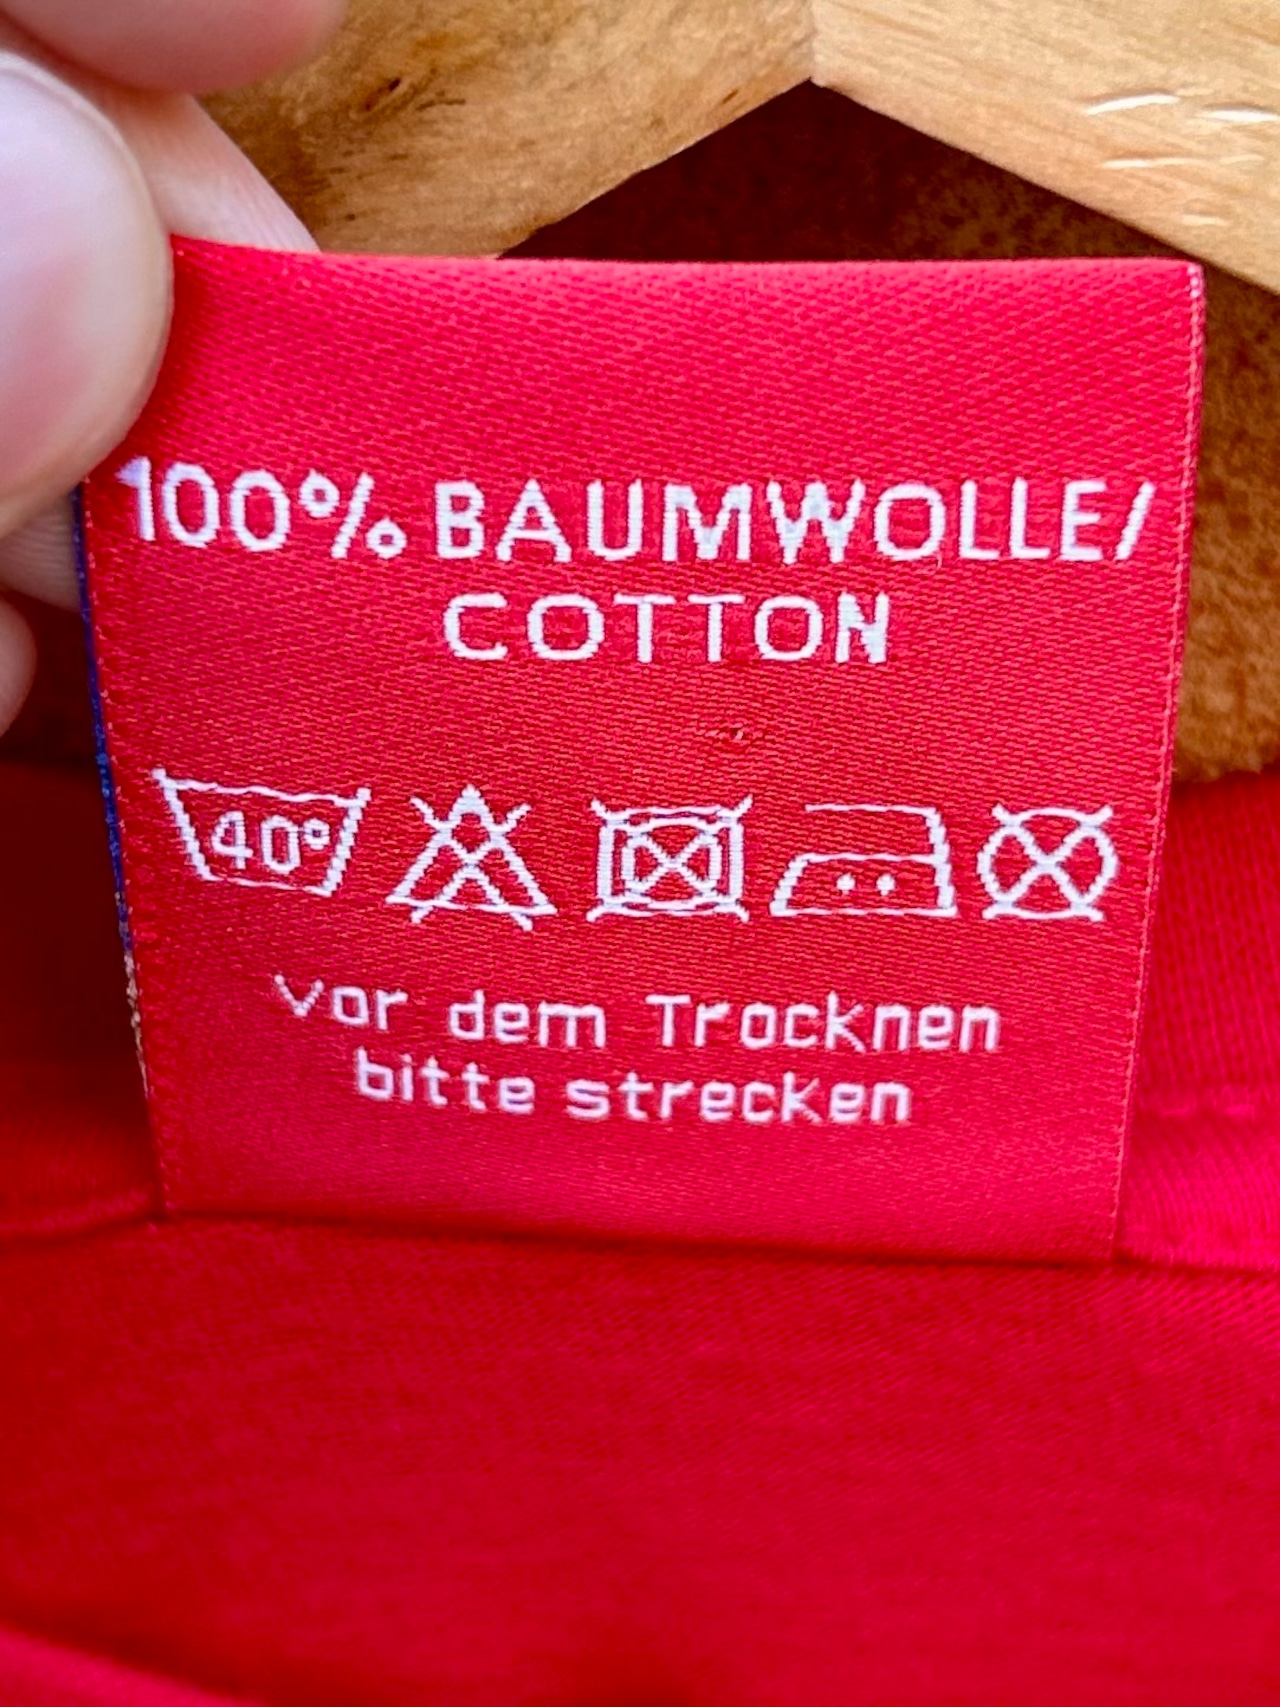 100% BAUMWOLLE/
COTTON
40°
vor dem Trocknen
bitte strecken